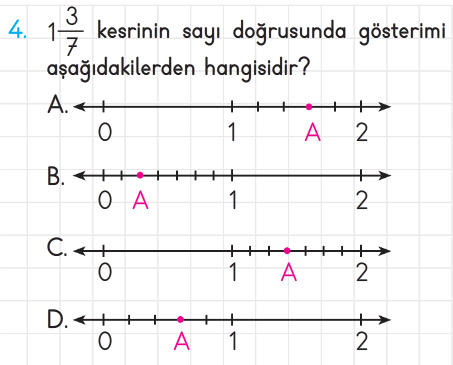 4. 1 3/7 kesrinin sayı doğrusunda gösterimi
aşağıdakilerden hangisidir?
A.
0 1 A 2
B.
0 A 1 2
C.
0 1 A 2
D.
0 A 1 2